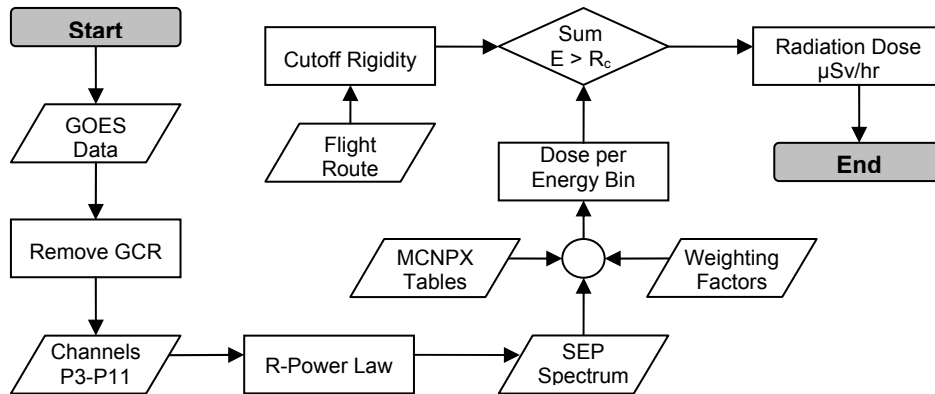 Start
GOES
Data
Remove GCR
Channels
P3-P11
R-Power Law
SEP
Spectrum
MCNPX
Tables
Weighting
Factors
Dose per
Energy Bin
Flight
Route
Cutoff Rigidity
Sum
E > Rc
Radiation Dose
µSv/hr
End